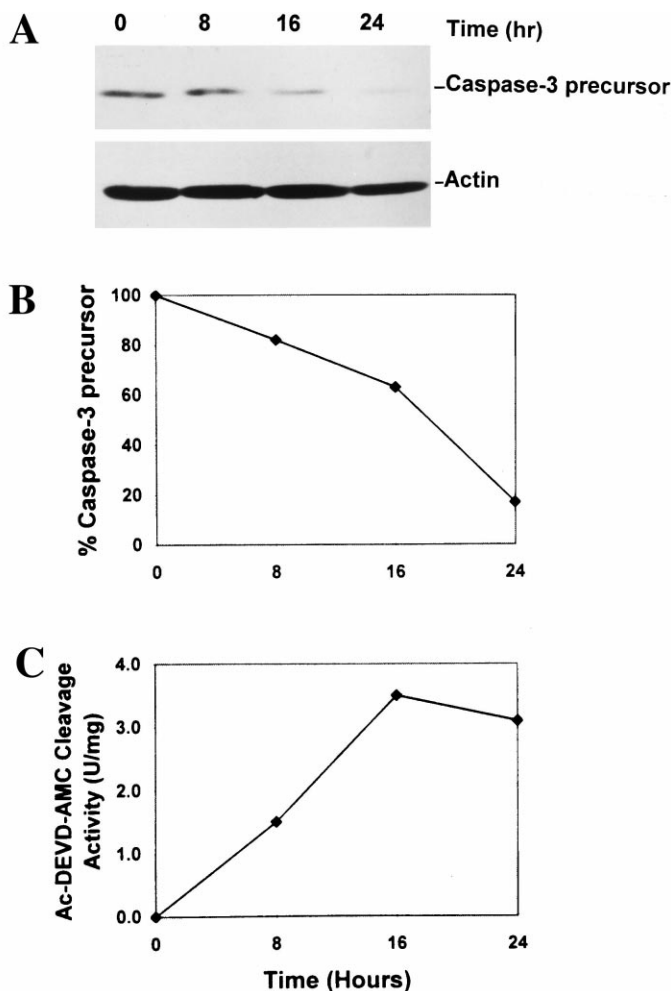 A
0 8 16 24 Time (hr)
–Caspase-3 precursor
–Actin
B
% Caspase-3 precursor
100
80
60
40
20
0
0 8 16 24
C
Ac-DEVD-AMC Cleavage
Activity (U/mg)
4.0
3.0
2.0
1.0
0.0
0 8 16 24
Time (Hours)